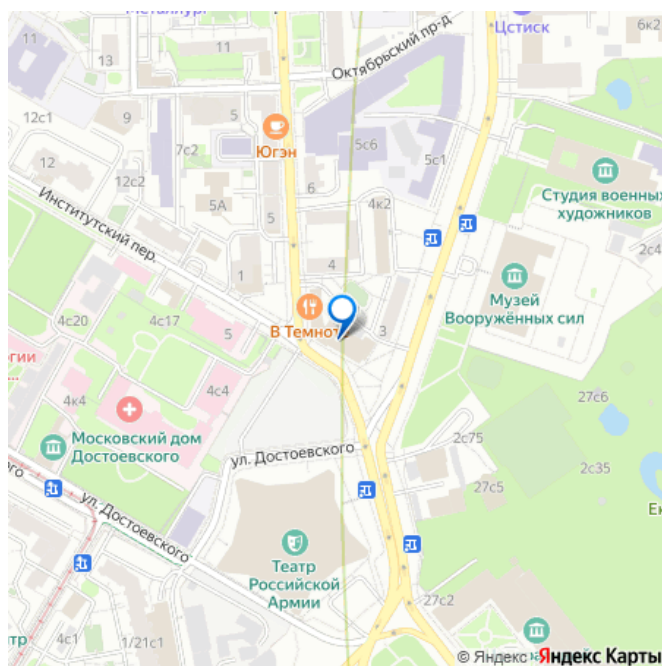 Цстиск
6к2
11
11
13
Октябрьский пр-д
12с1
9
5
7с2
Югэн
5с6
5с1
12
12с2
6
Студия военных
художников
5А
5
4к2
Институтский пер.
2с4
1
4
Музей
Вооружённых сил
В Темнот
3
4с20
4с17
5
4с4
4к4
27с6
Московский дом
Достоевского
ул. Достоевского
2с75
2с35
27с5
ул. Достоевского
Театр
Российской
Армии
27с2
4с1
1/21с1
© Яндекс
Яндекс Карты